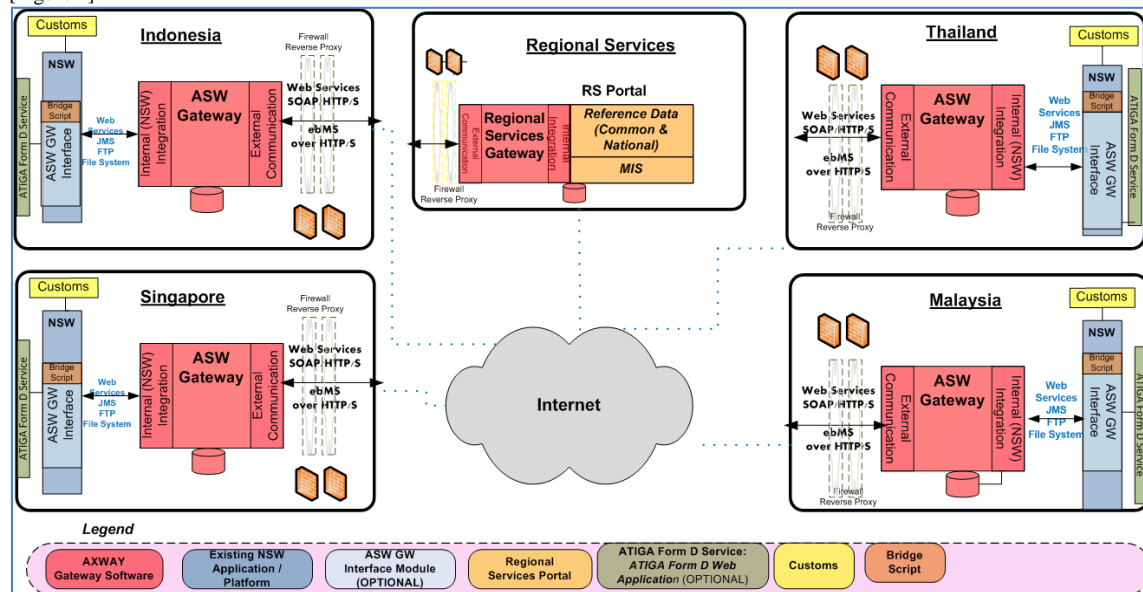 Indonesia
Customs
NSW
Bridge
Script
ASW GW
Interface
ATIGA Form D Service
Web
Services
JMS
FTP
File System
Internal (NSW)
Integration
ASW
Gateway
External
Communication
Firewall
Reverse Proxy
Web Services
SOAP/HTTP/S
ebMS
over HTTP/S
Regional Services
RS Portal
External
Communication
Regional
Services
Gateway
Internal
Integration
Reference Data
(Common &
National)
MIS
Firewall
Reverse Proxy
Thailand
Customs
NSW
Bridge
Script
ASW GW
Interface
ATIGA Form D Service
Web
Services
JMS
FTP
File System
Internal (NSW)
Integration
ASW
Gateway
External
Communication
Web Services
SOAP/HTTP/S
ebMS
over HTTP/S
Firewall
Reverse Proxy
Singapore
Customs
NSW
Bridge
Script
ASW GW
Interface
ATIGA Form D Service
Web
Services
JMS
FTP
File System
Internal (NSW)
Integration
ASW
Gateway
External
Communication
Firewall
Reverse Proxy
Web Services
SOAP/HTTP/S
ebMS
over HTTP/S
Internet
Malaysia
Customs
NSW
Bridge
Script
ASW GW
Interface
ATIGA Form D Service
Web
Services
JMS
FTP
File System
Internal (NSW)
Integration
ASW
Gateway
External
Communication
Web Services
SOAP/HTTP/S
ebMS
over HTTP/S
Firewall
Reverse Proxy
Legend
AXWAY
Gateway Software
Existing NSW
Application /
Platform
ASW GW
Interface Module
(OPTIONAL)
Regional
Services Portal
ATIGA Form D Service:
ATIGA Form D Web
Application (OPTIONAL)
Customs
Bridge
Script